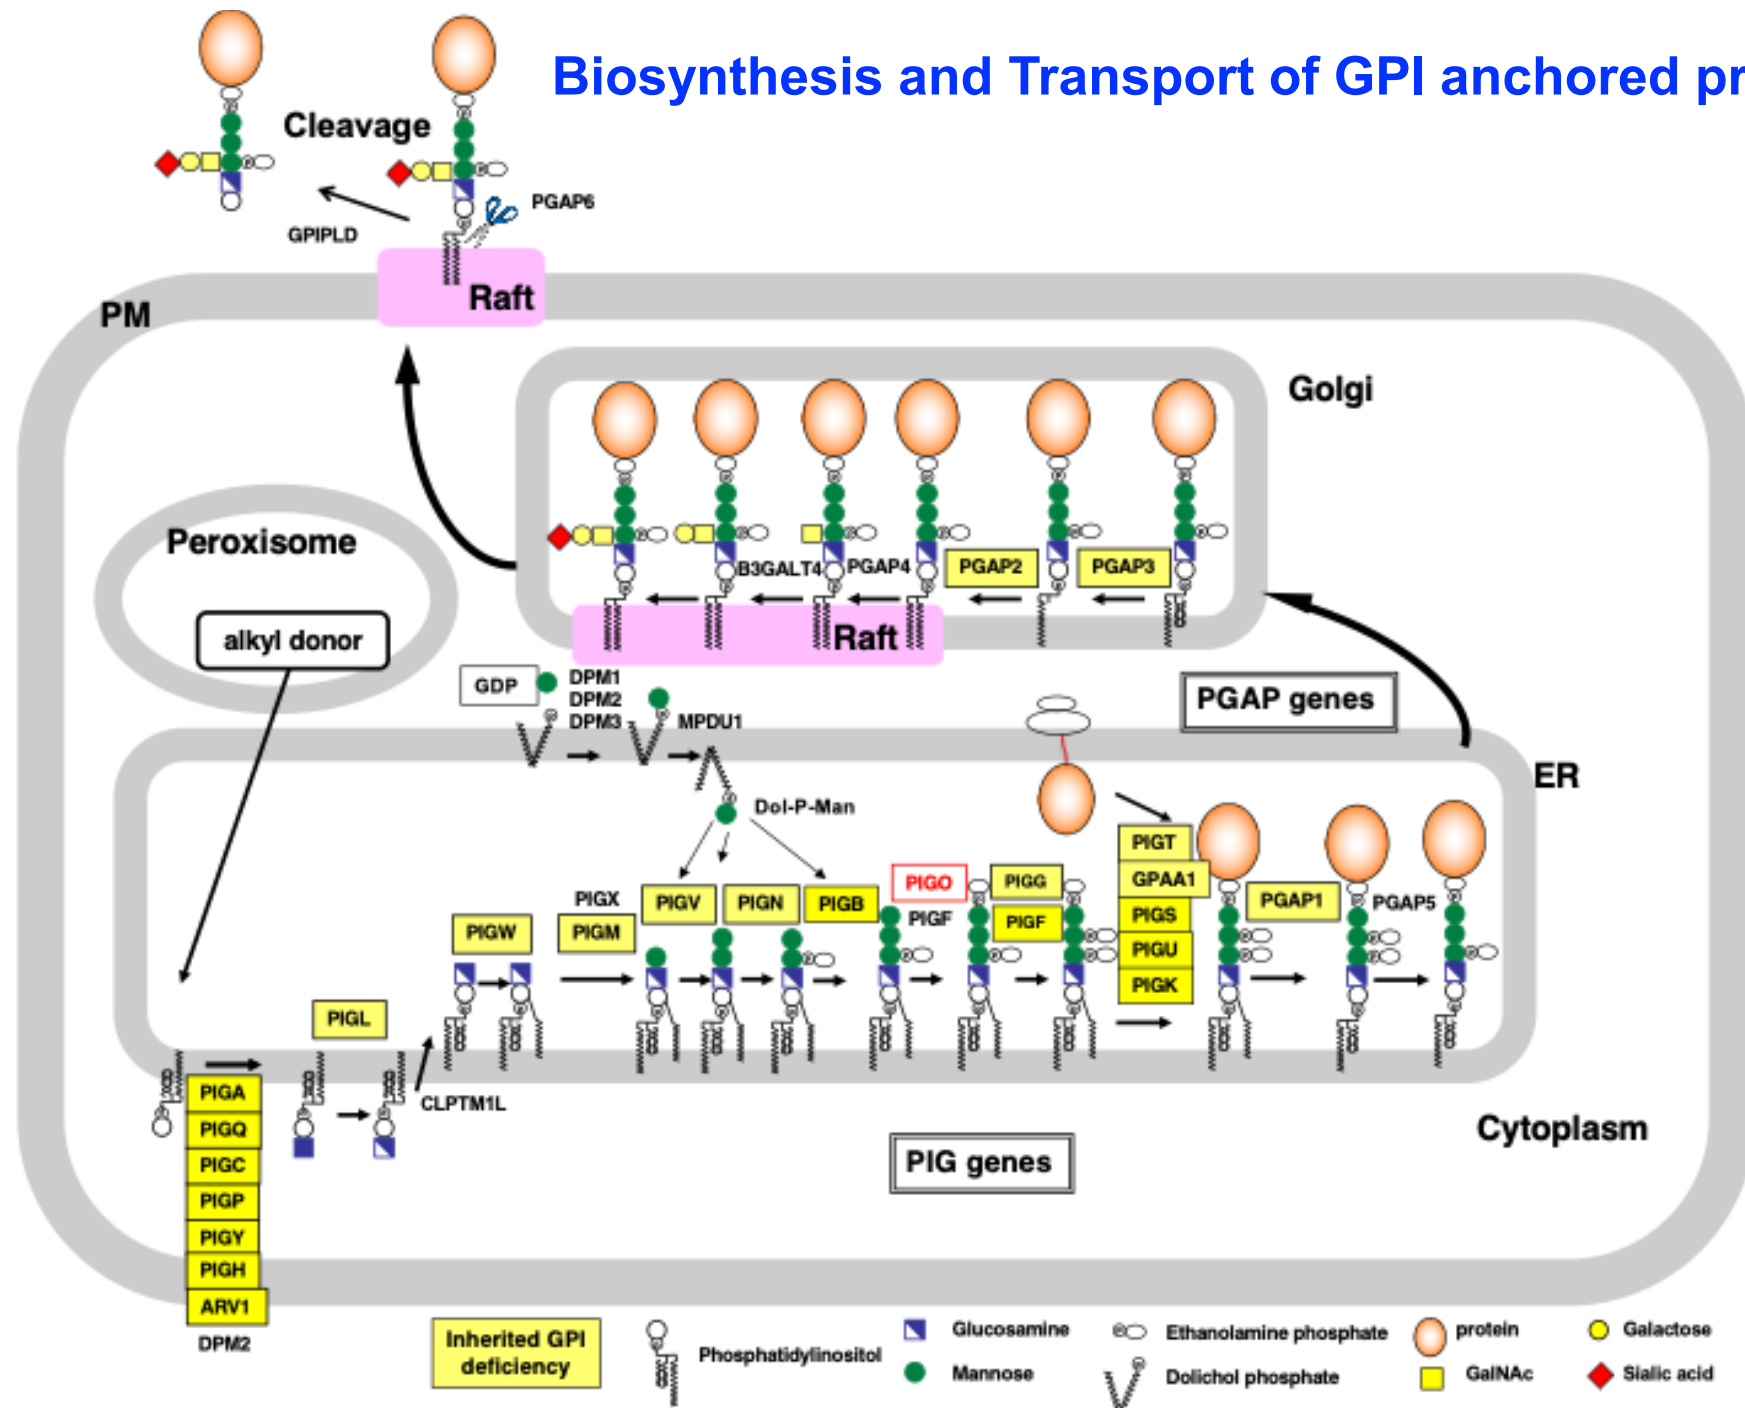 Biosynthesis and Transport of GPI anchored pr
Cleavage
PGAP6
GPIPLD
Raft
PM
Golgi
Peroxisome
alkyl donor
B3GALT4
PGAP4
PGAP2
PGAP3
Raft
GDP
DPM1
DPM2
DPM3
MPDU1
PGAP genes
ER
Dol-P-Man
PIGT
GPAA1
PIGS
PIGU
PIGK
PGAP1
PGAP5
PIGO
PIGF
PIGG
PIGF
PIGX
PIGM
PIGV
PIGN
PIGB
PIGW
PIGL
CLPTM1L
PIGA
PIGQ
PIGC
PIGP
PIGY
PIGH
ARV1
DPM2
PIG genes
Cytoplasm
Inherited GPI
deficiency
Phosphatidylinositol
Glucosamine
Mannose
Ethanolamine phosphate
Dolichol phosphate
protein
GalNAc
Galactose
Sialic acid